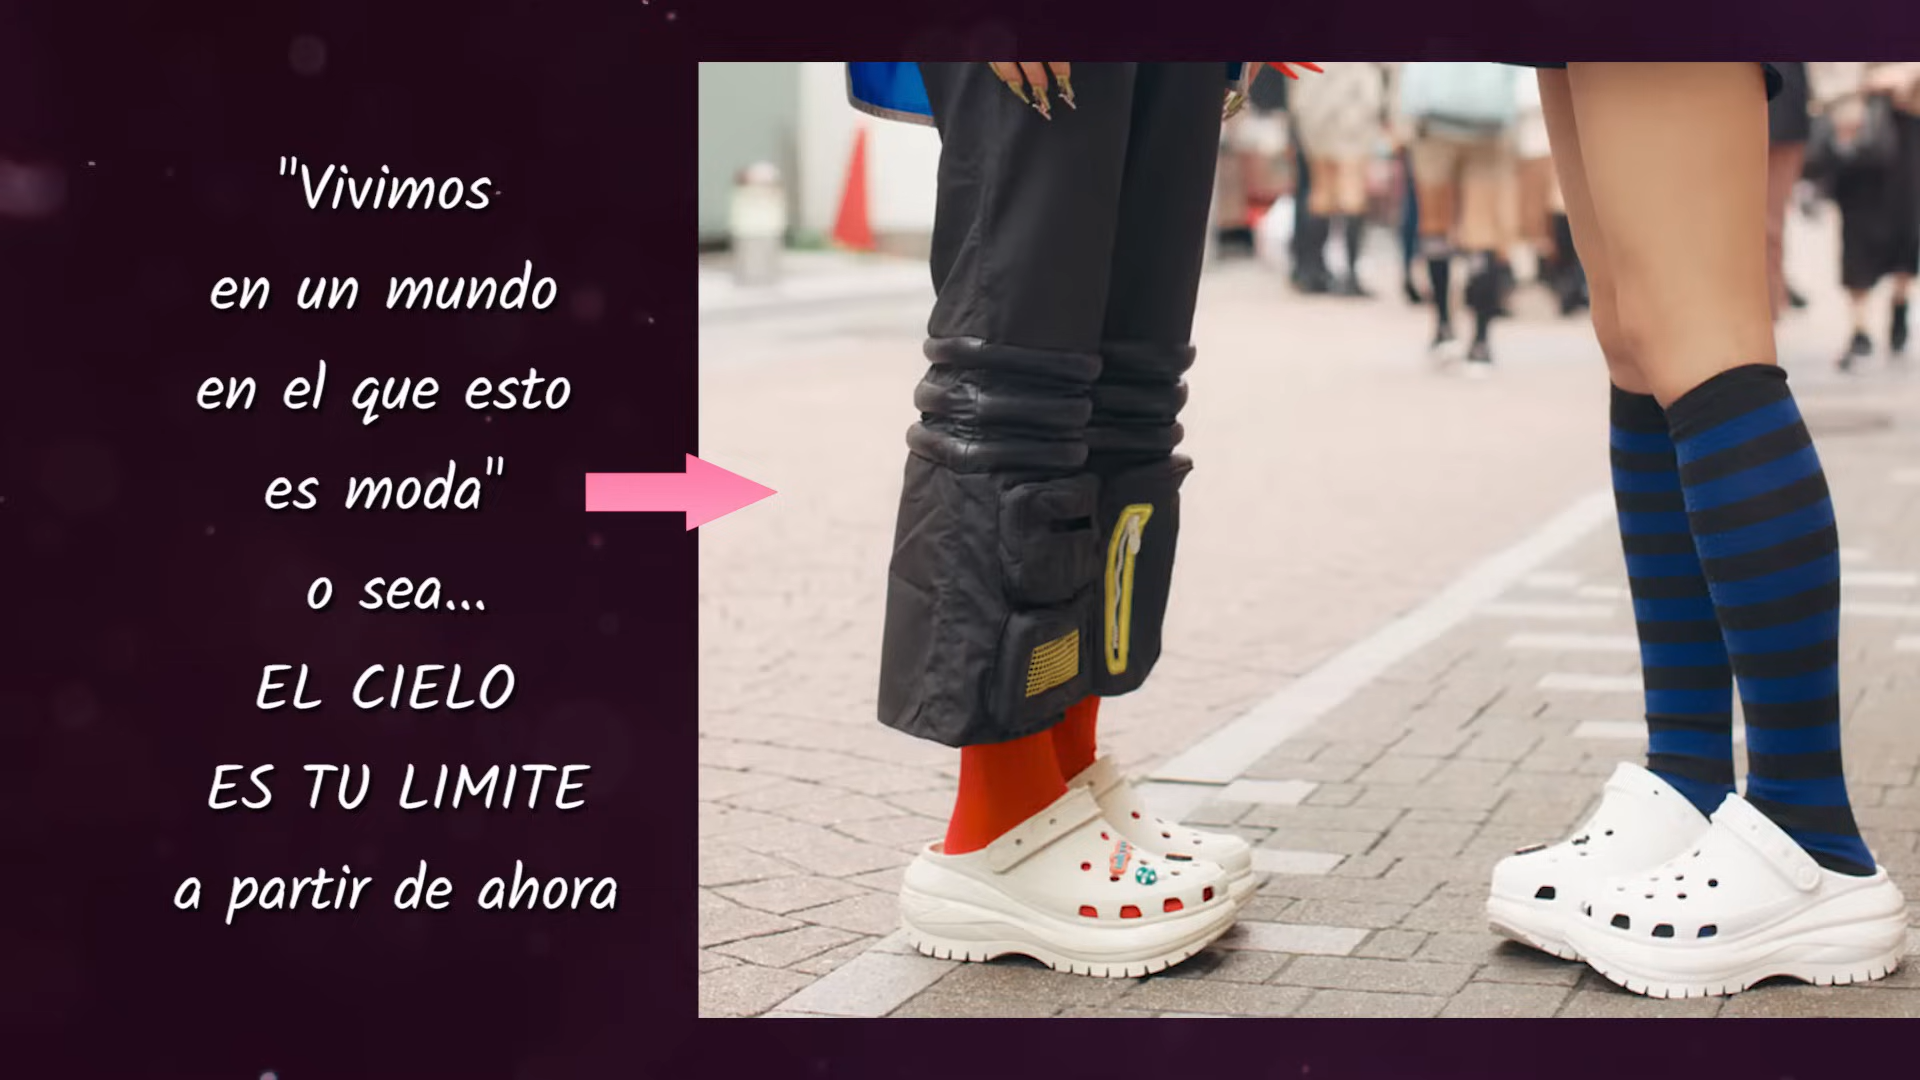 "Vivimos
en un mundo
en el que esto
es moda"
o sea...
EL CIELO
ES TU LIMITE
a partir de ahora